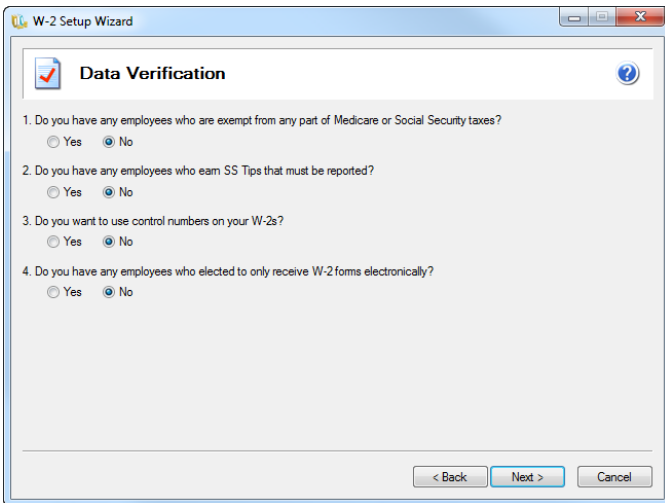 W-2 Setup Wizard
Data Verification
1. Do you have any employees who are exempt from any part of Medicare or Social Security taxes?
Yes No
2. Do you have any employees who earn SS Tips that must be reported?
Yes No
3. Do you want to use control numbers on your W-2s?
Yes No
4. Do you have any employees who elected to only receive W-2 forms electronically?
Yes No
< Back Next > Cancel